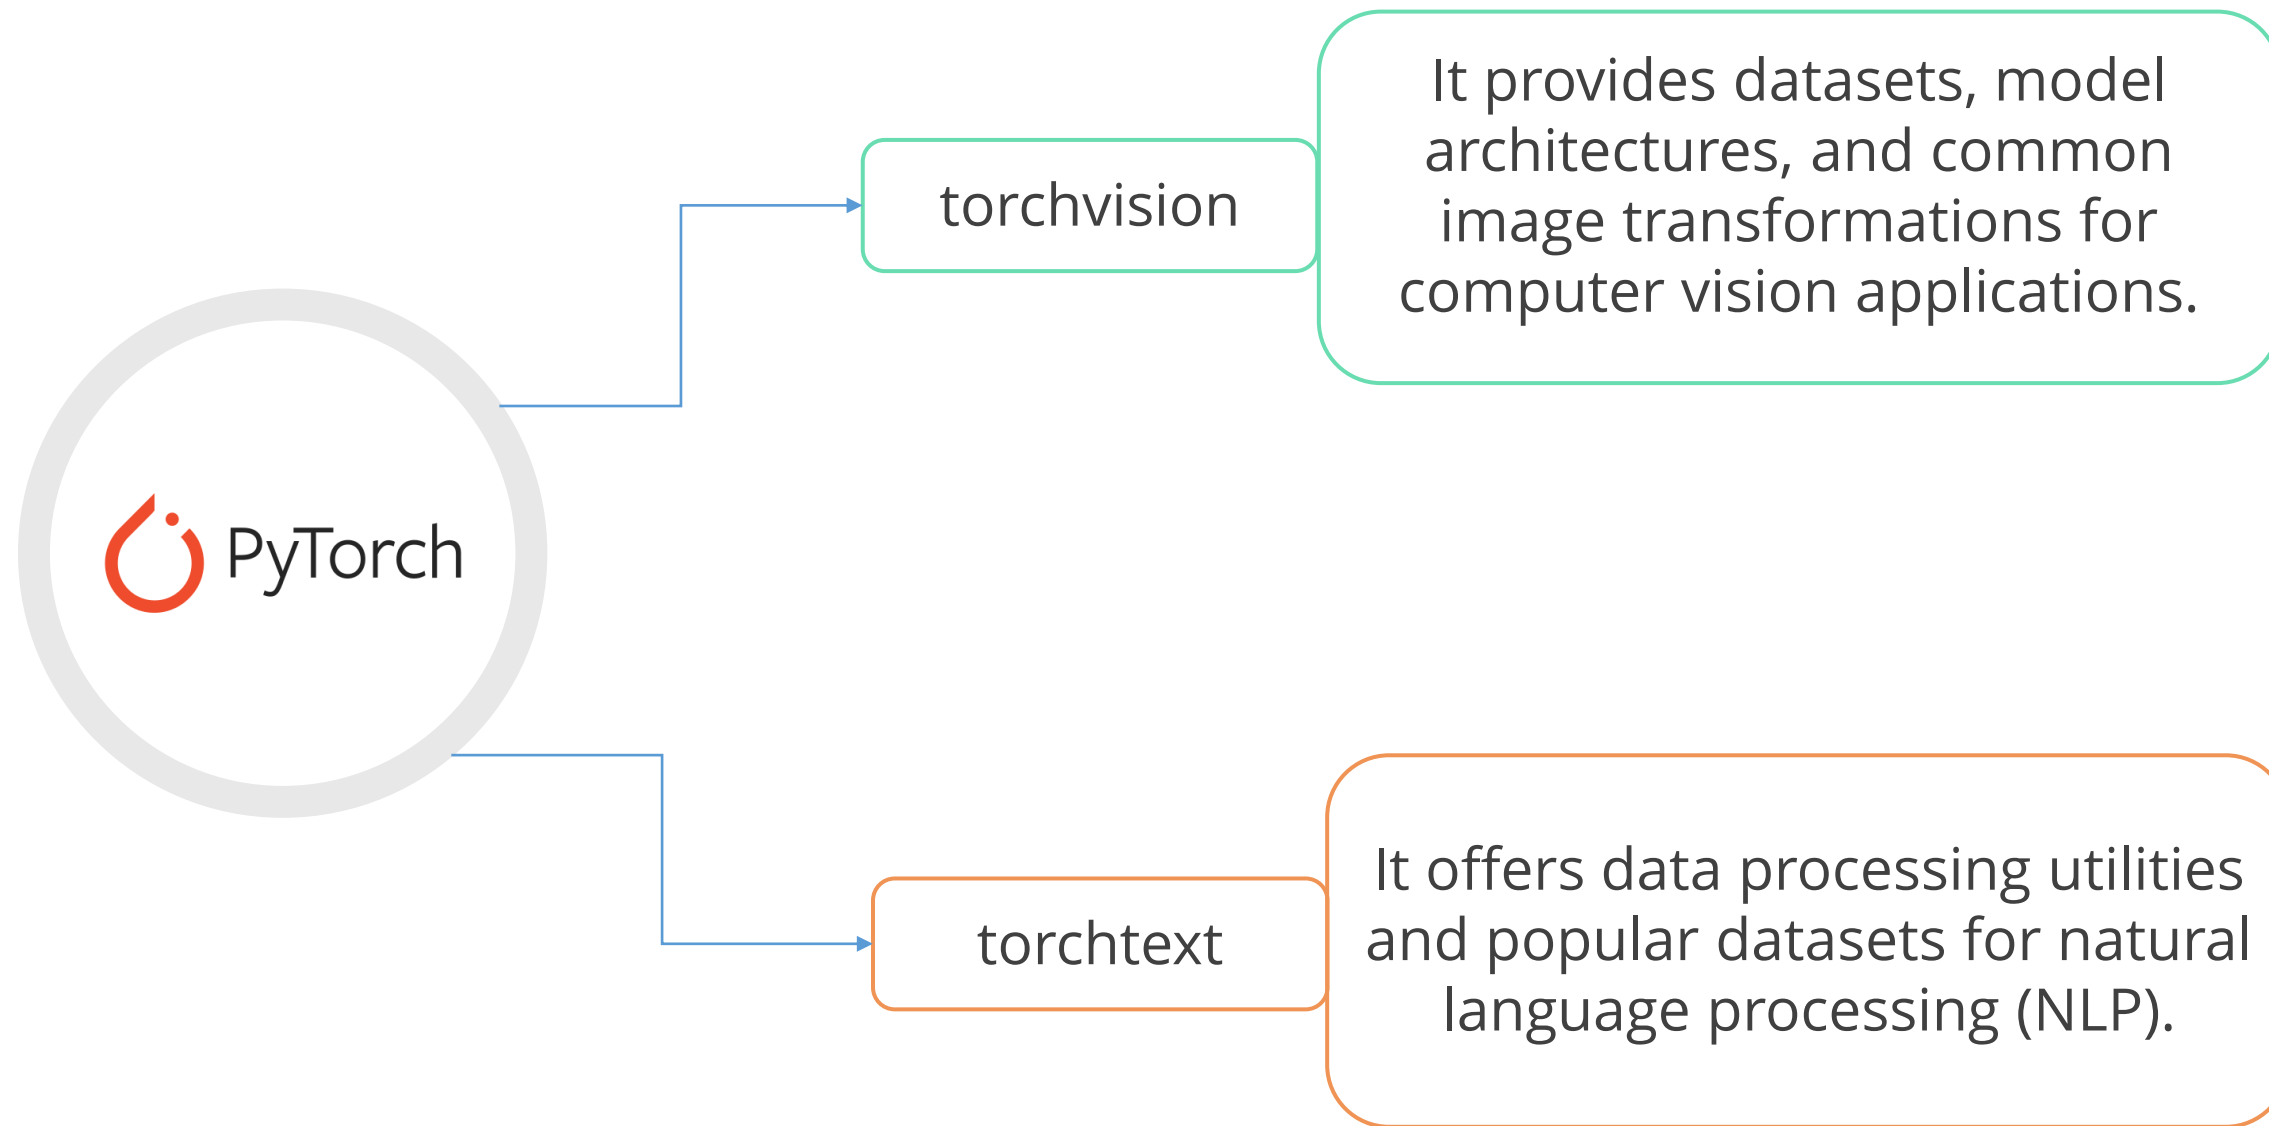 PyTorch
torchvision
It provides datasets, model
architectures, and common
image transformations for
computer vision applications.
torchtext
It offers data processing utilities
and popular datasets for natural
language processing (NLP).